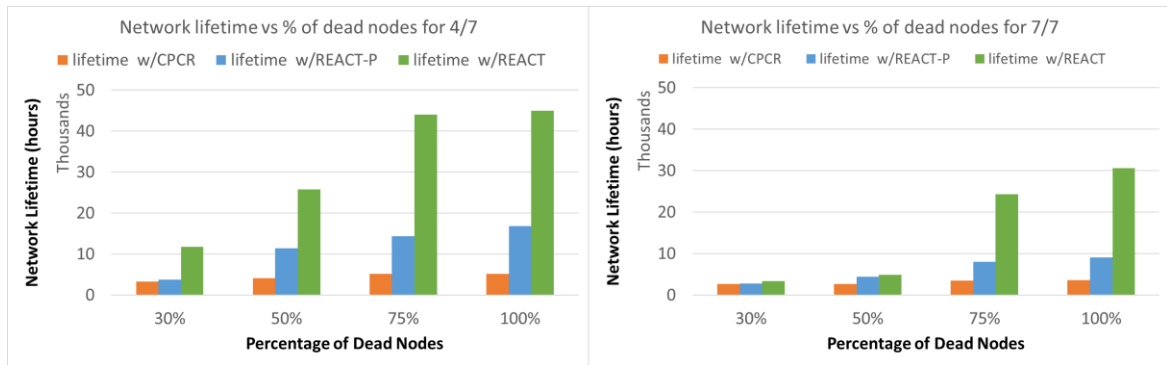 Network lifetime vs % of dead nodes for 4/7
lifetime w/CPCR lifetime w/REACT-P lifetime w/REACT
Network Lifetime (hours)
Thousands
50
40
30
20
10
0
30% 50% 75% 100%
Percentage of Dead Nodes
Network lifetime vs % of dead nodes for 7/7
lifetime w/CPCR lifetime w/REACT-P lifetime w/REACT
Network Lifetime (hours)
Thousands
50
40
30
20
10
0
30% 50% 75% 100%
Percentage of Dead Nodes